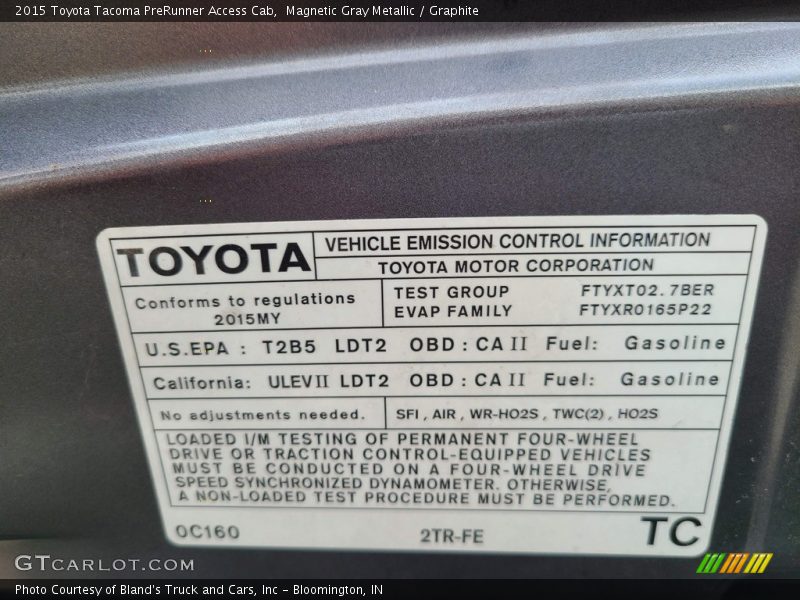 2015 Toyota Tacoma PreRunner Access Cab,  Magnetic Gray Metallic / Graphite
TOYOTA
VEHICLE EMISSION CONTROL INFORMATION
TOYOTA MOTOR CORPORATION
Conforms to regulations
2015MY
TEST GROUP FTYXT02.7BER
EVAP FAMILY FTYXR0165P22
U.S.EPA : T2B5 LDT2 OBD : CA II Fuel: Gasoline
California: ULEV II LDT2 OBD : CA II Fuel: Gasoline
No adjustments needed.
SFI , AIR , WR-HO2S , TWC(2) , HO2S
LOADED I/M TESTING OF PERMANENT FOUR-WHEEL
DRIVE OR TRACTION CONTROL-EQUIPPED VEHICLES
MUST BE CONDUCTED ON A FOUR-WHEEL DRIVE
SPEED SYNCHRONIZED DYNAMOMETER. OTHERWISE,
A NON-LOADED TEST PROCEDURE MUST BE PERFORMED.
0C160 2TR-FE TC
GTCARLOT.COM
Photo Courtesy of Bland's Truck and Cars, Inc – Bloomington, IN